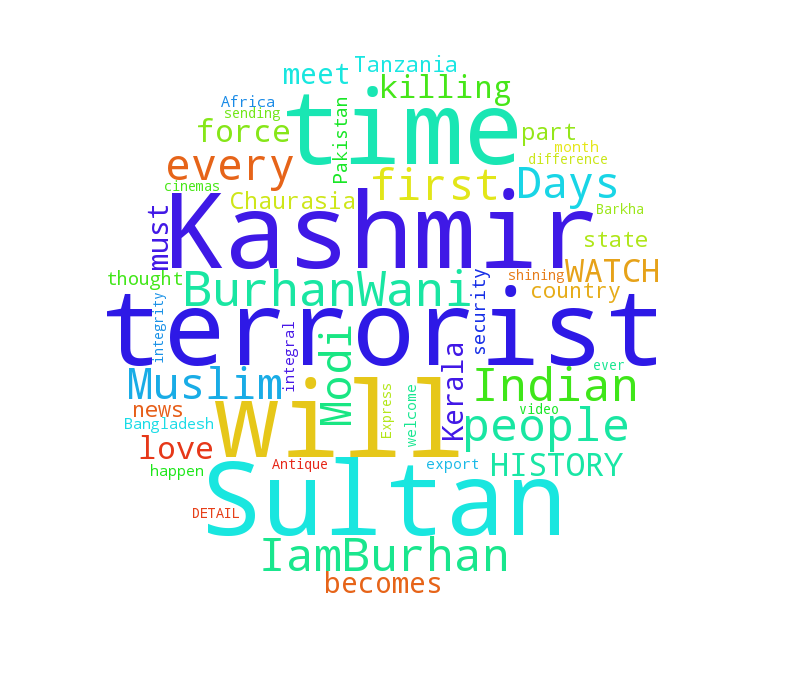 Tanzania
meet
killing
Africa
time
sending
force
Pakistan
part
month
every
difference
first
Days
cinemas
Kashmir
Chaurasia
must
Barkha
state
thought
BurhanWani
shining
WATCH
security
country
terrorist
integrity
integral
Modi
Kerala
ever
Muslim
Will
Indian
news
Express
welcome
video
Bangladesh
people
love
HISTORY
happen
Antique
export
Sultan
DETAIL
IamBurhan
becomes